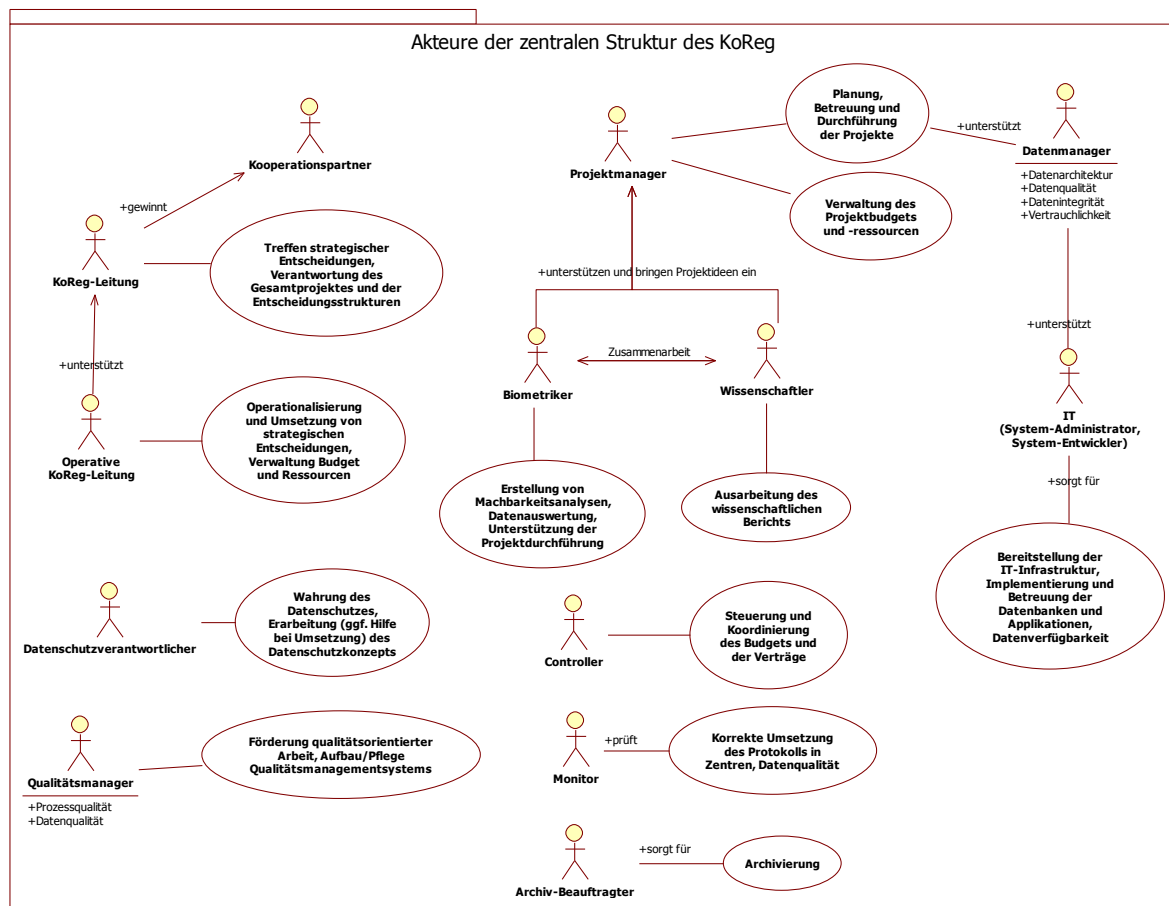 Akteure der zentralen Struktur des KoReg
Kooperationspartner
+gewinnt
KoReg-Leitung
Treffen strategischer
Entscheidungen,
Verantwortung des
Gesamtprojektes und der
Entscheidungsstrukturen
+unterstützt
Operative
KoReg-Leitung
Operationalisierung
und Umsetzung von
strategischen
Entscheidungen,
Verwaltung Budget
und Ressourcen
Projektmanager
Planung,
Betreuung und
Durchführung
der Projekte
+unterstützt
Datenmanager
+Datenarchitektur
+Datenqualität
+Datenintegrität
+Vertrauchlichkeit
Verwaltung des
Projektbudgets
und -ressourcen
+unterstützen und bringen Projektideen ein
Biometriker
Zusammenarbeit
Wissenschaftler
+unterstützt
IT
(System-Administrator,
System-Entwickler)
+sorgt für
Erstellung von
Machbarkeitsanalysen,
Datenauswertung,
Unterstützung der
Projektdurchführung
Ausarbeitung des
wissenschaftlichen
Berichts
Bereitstellung der
IT-Infrastruktur,
Implementierung und
Betreuung der
Datenbanken und
Applikationen,
Datenverfügbarkeit
Datenschutzverantwortlicher
Wahrung des
Datenschutzes,
Erarbeitung (ggf. Hilfe
bei Umsetzung) des
Datenschutzkonzepts
Controller
Steuerung und
Koordinierung
des Budgets und
der Verträge
Qualitätsmanager
+Prozessqualität
+Datenqualität
Förderung qualitätsorientierter
Arbeit, Aufbau/Pflege
Qualitätsmanagementsystems
Monitor
+prüft
Korrekte Umsetzung
des Protokolls in
Zentren, Datenqualität
Archiv-Beauftragter
+sorgt für
Archivierung